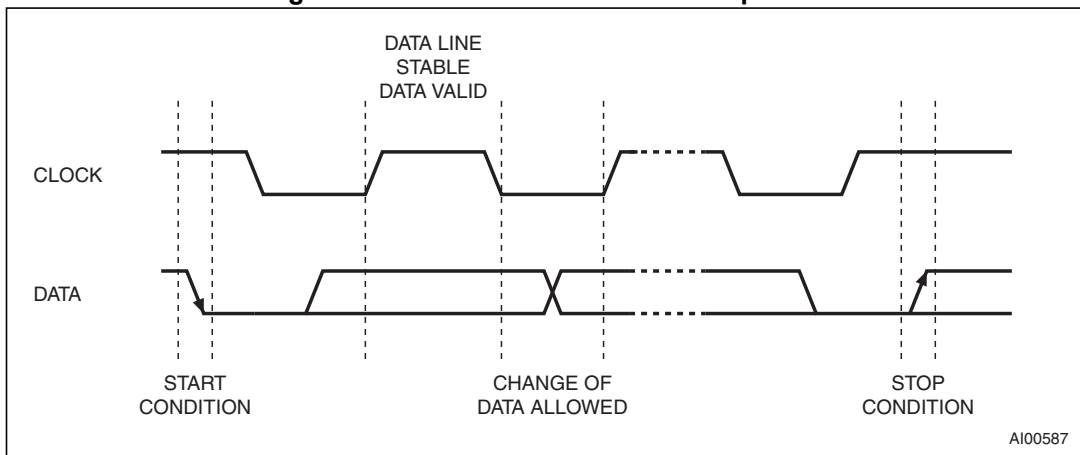 DATA LINE
STABLE
DATA VALID
CLOCK
DATA
START
CONDITION
CHANGE OF
DATA ALLOWED
STOP
CONDITION
AI00587